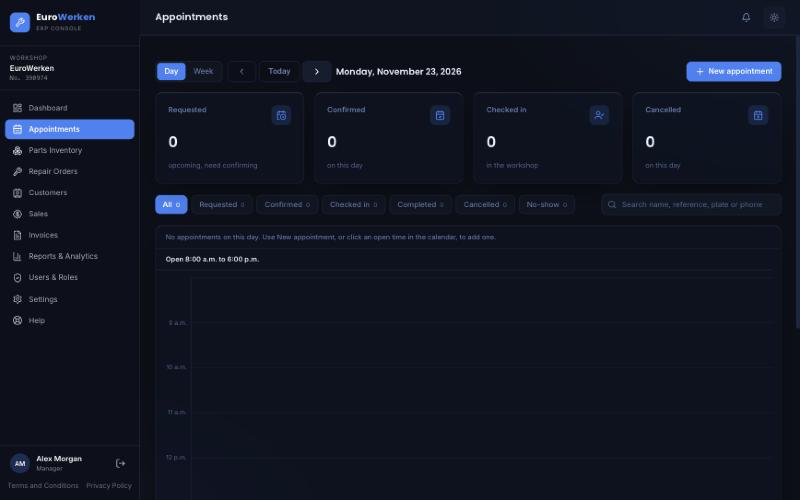 EuroWerken
EXP CONSOLE
WORKSHOP
EuroWerken
No. 398974
Dashboard
Appointments
Parts Inventory
Repair Orders
Customers
Sales
Invoices
Reports & Analytics
Users & Roles
Settings
Help
AM
Alex Morgan
Manager
Terms and Conditions Privacy Policy
Appointments
Day Week Today Monday, November 23, 2026
New appointment
Requested
0
upcoming, need confirming
Confirmed
0
on this day
Checked in
0
in the workshop
Cancelled
0
on this day
All 0 Requested 0 Confirmed 0 Checked in 0 Completed 0 Cancelled 0 No-show 0
Search name, reference, plate or phone
No appointments on this day. Use New appointment, or click an open time in the calendar, to add one.
Open 8:00 a.m. to 6:00 p.m.
9 a.m.
10 a.m.
11 a.m.
12 p.m.